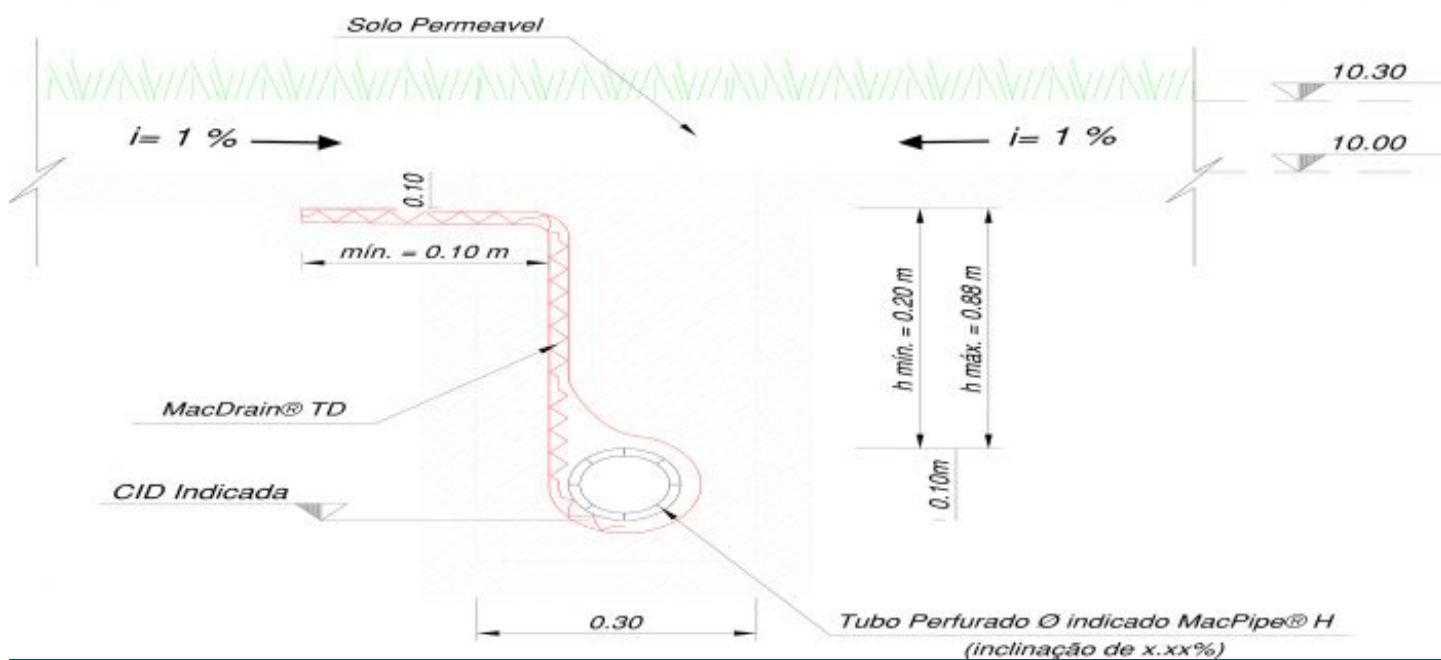 Solo Permeavel
10.30
i= 1 %
i= 1 %
10.00
0.10
mín. = 0.10 m
h mín. = 0.20 m
h máx. = 0.88 m
MacDrain® TD
CID Indicada
0.10m
0.30
Tubo Perfurado Ø indicado MacPipe® H
(inclinação de x.xx%)